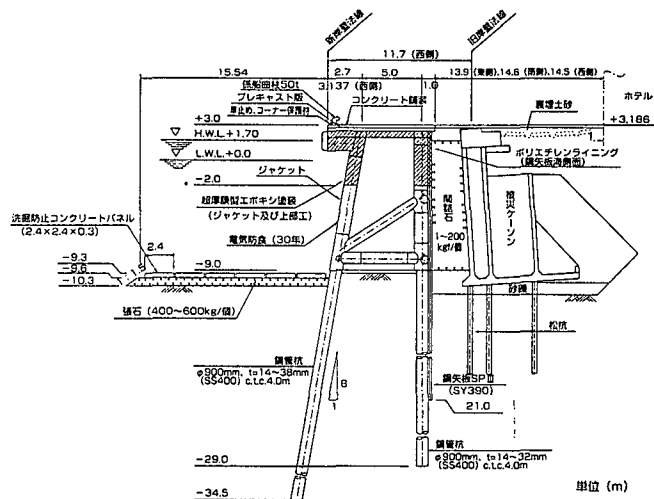 新岸壁法線
旧岸壁法線
11.7 (西側)
15.54
2.7
5.0
13.9 (東側),14.6 (南側),14.5 (西側)
3.137 (西側)
1.0
係船曲柱50t
プレキャスト版
車止め、コーナー保護材
コンクリート舗装
ホテル
裏埋土砂
+3.0
+3.186
H.W.L.+1.70
L.W.L.+0.0
ポリエチレンライニング
(鋼矢板海側面)
ジャケット
-2.0
超厚膜型エポキシ塗装
(ジャケット及び上部工)
電気防食 (30年)
間詰石
1~200
kgf/個
被災ケーソン
洗掘防止コンクリートパネル
(2.4×2.4×0.3)
2.4
-9.3
-9.6
-10.3
1:1.5
-9.0
張石 (400~600kg/個)
砂礫
松杭
鋼管杭
φ900mm, t=14~38mm
(SS400) c.t.c.4.0m
8
1
鋼矢板SPⅢ
(SY390)
21.0
-29.0
鋼管杭
φ900mm, t=14~32mm
(SS400) c.t.c.4.0m
-34.5
単位 (m)